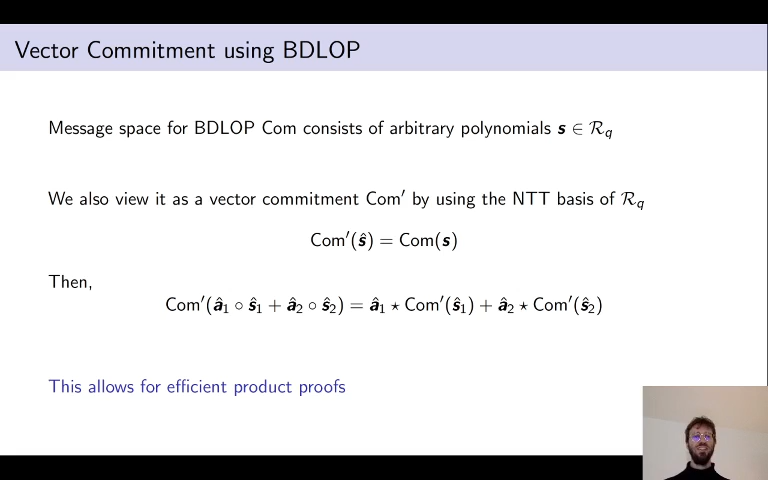 Vector Commitment using BDLOP
Message space for BDLOP Com consists of arbitrary polynomials s ∈ R_q
We also view it as a vector commitment Com′ by using the NTT basis of R_q
Com′(ŝ) = Com(s)
Then,
Com′(â₁ ∘ ŝ₁ + â₂ ∘ ŝ₂) = â₁ ⋆ Com′(ŝ₁) + â₂ ⋆ Com′(ŝ₂)
This allows for efficient product proofs